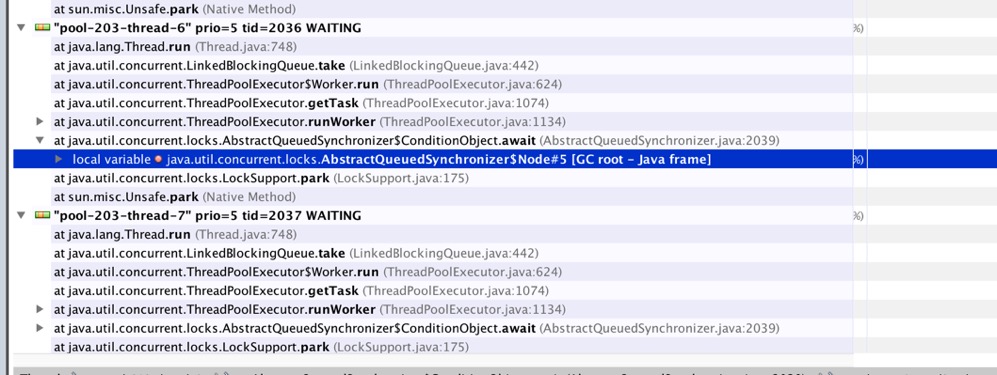 at sun.misc.Unsafe.park (Native Method)
"pool-203-thread-6" prio=5 tid=2036 WAITING %)
at java.lang.Thread.run (Thread.java:748)
at java.util.concurrent.LinkedBlockingQueue.take (LinkedBlockingQueue.java:442)
at java.util.concurrent.ThreadPoolExecutor$Worker.run (ThreadPoolExecutor.java:624)
at java.util.concurrent.ThreadPoolExecutor.getTask (ThreadPoolExecutor.java:1074)
at java.util.concurrent.ThreadPoolExecutor.runWorker (ThreadPoolExecutor.java:1134)
at java.util.concurrent.locks.AbstractQueuedSynchronizer$ConditionObject.await (AbstractQueuedSynchronizer.java:2039)
local variable java.util.concurrent.locks.AbstractQueuedSynchronizer$Node#5 [GC root - Java frame] %)
at java.util.concurrent.locks.LockSupport.park (LockSupport.java:175)
at sun.misc.Unsafe.park (Native Method)
"pool-203-thread-7" prio=5 tid=2037 WAITING %)
at java.lang.Thread.run (Thread.java:748)
at java.util.concurrent.LinkedBlockingQueue.take (LinkedBlockingQueue.java:442)
at java.util.concurrent.ThreadPoolExecutor$Worker.run (ThreadPoolExecutor.java:624)
at java.util.concurrent.ThreadPoolExecutor.getTask (ThreadPoolExecutor.java:1074)
at java.util.concurrent.ThreadPoolExecutor.runWorker (ThreadPoolExecutor.java:1134)
at java.util.concurrent.locks.AbstractQueuedSynchronizer$ConditionObject.await (AbstractQueuedSynchronizer.java:2039)
at java.util.concurrent.locks.LockSupport.park (LockSupport.java:175)